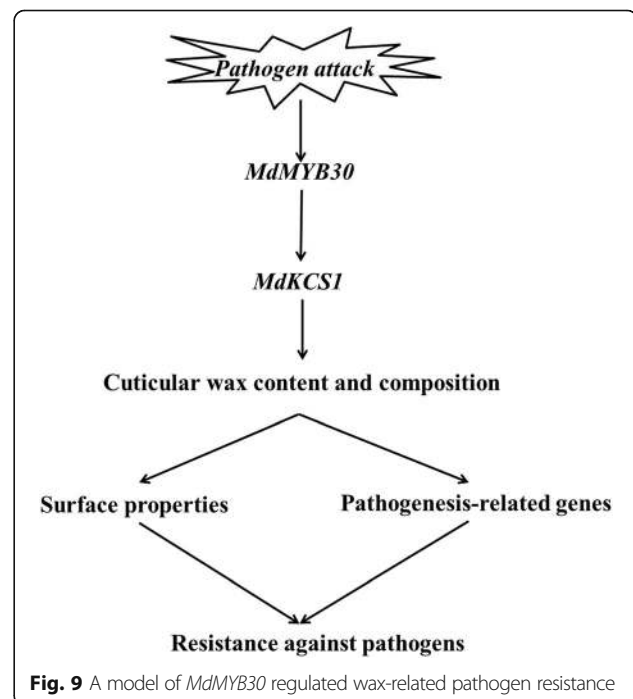 Pathogen attack
MdMYB30
MdKCS1
Cuticular wax content and composition
Surface properties
Pathogenesis-related genes
Resistance against pathogens
Fig. 9 A model of MdMYB30 regulated wax-related pathogen resistance